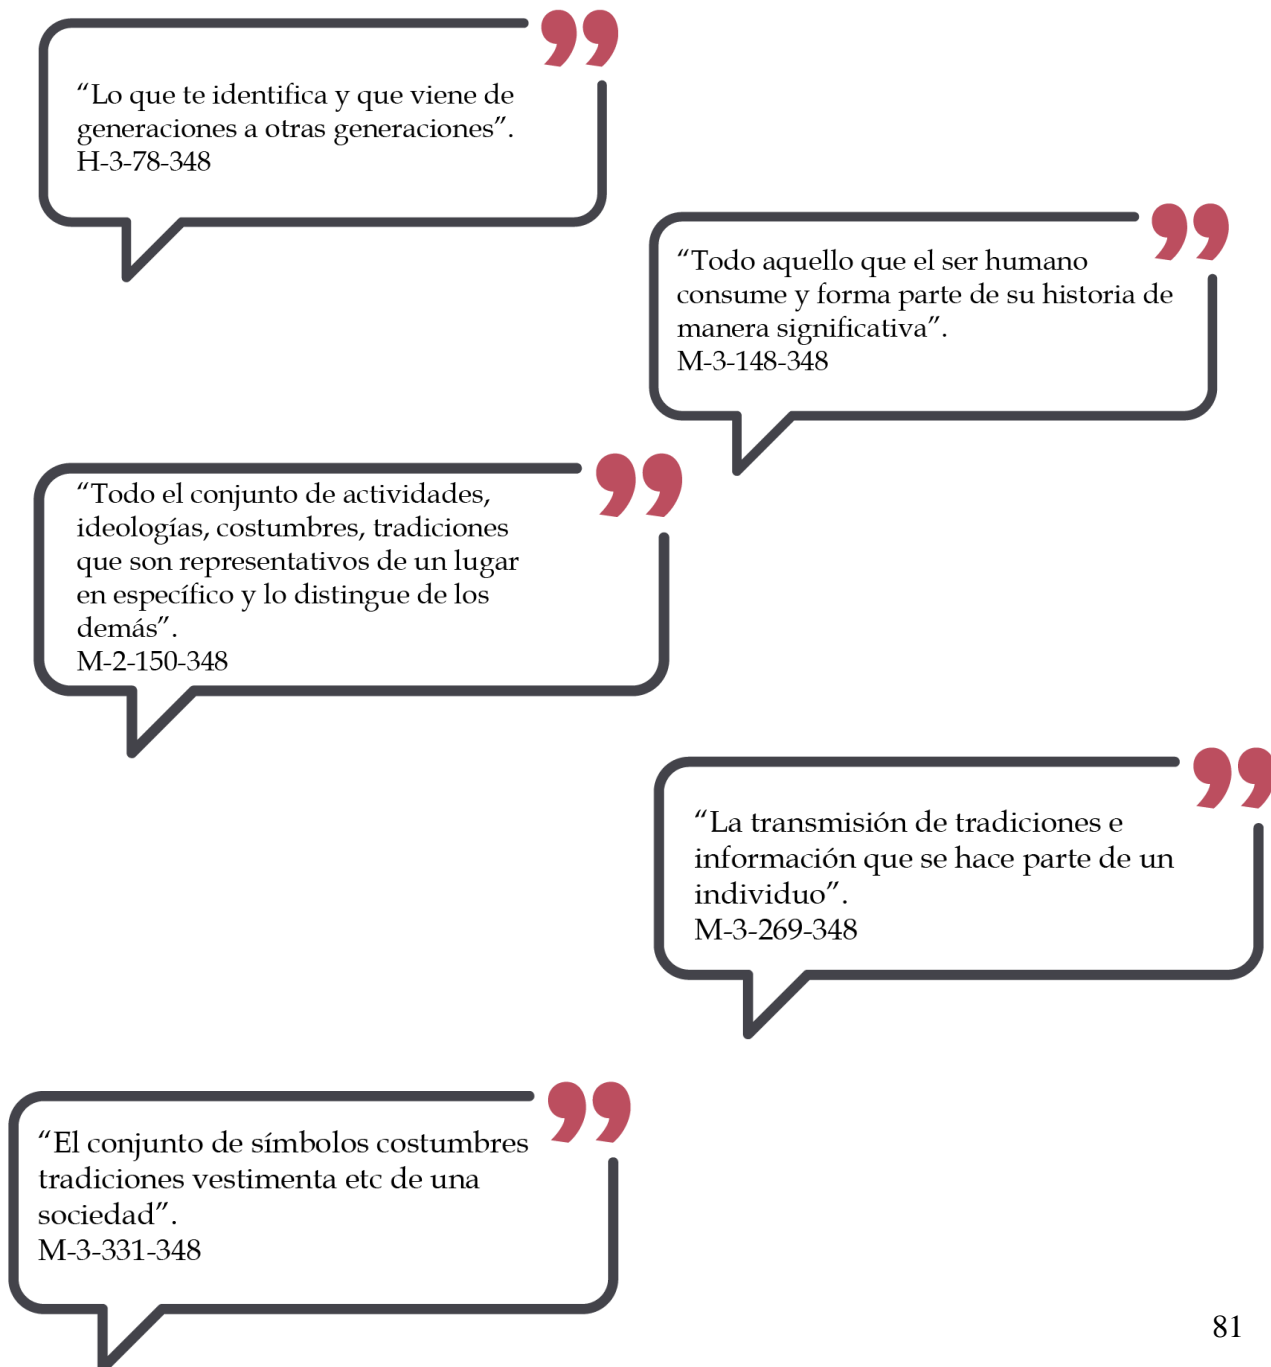 “Lo que te identifica y que viene de
generaciones a otras generaciones”.
H-3-78-348
“Todo aquello que el ser humano
consume y forma parte de su historia de
manera significativa”.
M-3-148-348
“Todo el conjunto de actividades,
ideologías, costumbres, tradiciones
que son representativos de un lugar
en específico y lo distingue de los
demás”.
M-2-150-348
“La transmisión de tradiciones e
información que se hace parte de un
individuo”.
M-3-269-348
“El conjunto de símbolos costumbres
tradiciones vestimenta etc de una
sociedad”.
M-3-331-348
81